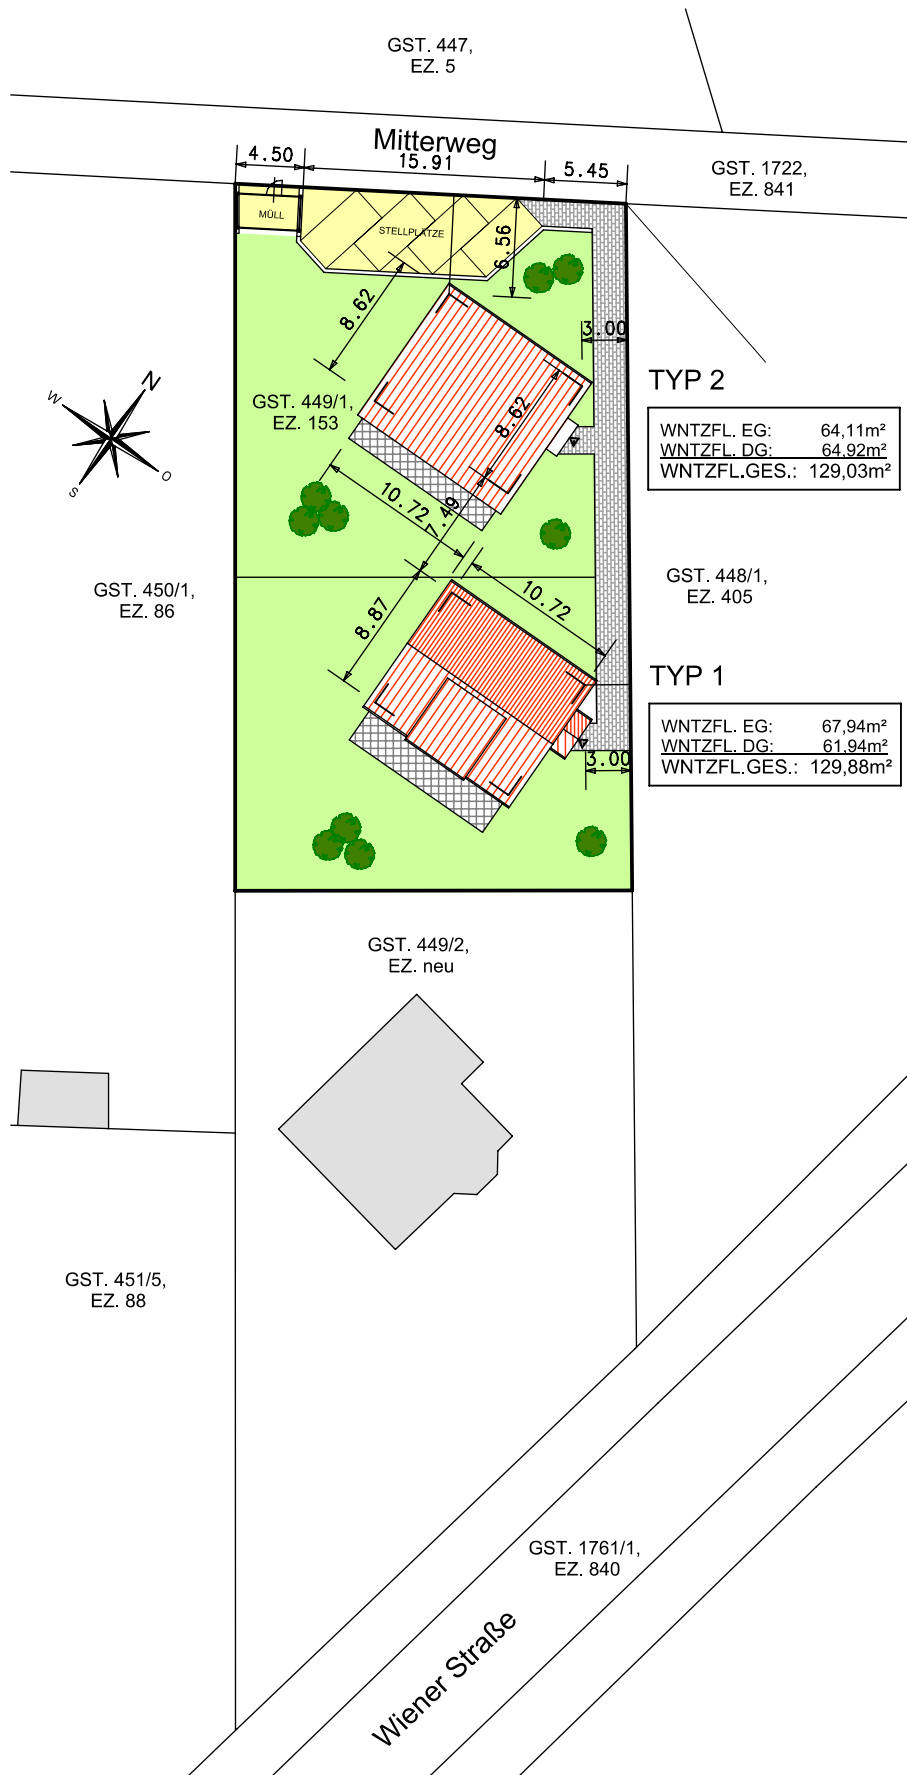 GST. 447,
EZ. 5
Mitterweg
4.50
15.91
5.45
GST. 1722,
EZ. 841
MÜLL
STELLPLÄTZE
6.56
8.62
3.00
TYP 2
GST. 449/1,
EZ. 153
8.62
WNTZFL. EG: 64,11m²
WNTZFL. DG: 64,92m²
WNTZFL.GES.: 129,03m²
W
N
S
O
10.72
7.49
GST. 450/1,
EZ. 86
GST. 448/1,
EZ. 405
10.72
8.87
TYP 1
WNTZFL. EG: 67,94m²
WNTZFL. DG: 61,94m²
WNTZFL.GES.: 129,88m²
3.00
GST. 449/2,
EZ. neu
GST. 451/5,
EZ. 88
GST. 1761/1,
EZ. 840
Wiener Straße